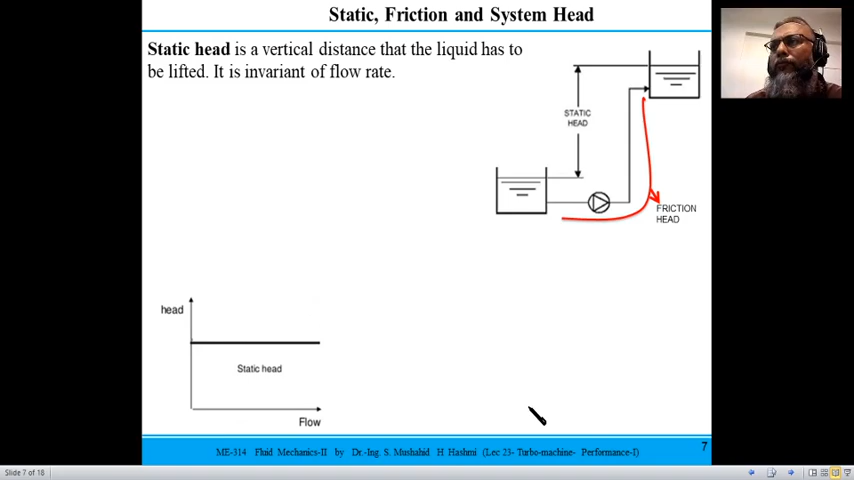 Static, Friction and System Head
Static head is a vertical distance that the liquid has to
be lifted. It is invariant of flow rate.
STATIC
HEAD
FRICTION
HEAD
head
Static head
Flow
ME-314 Fluid Mechanics-II by Dr.-Ing. S. Mushahid H Hashmi (Lec 23- Turbo-machine- Performance-I)
7
Slide 7 of 18